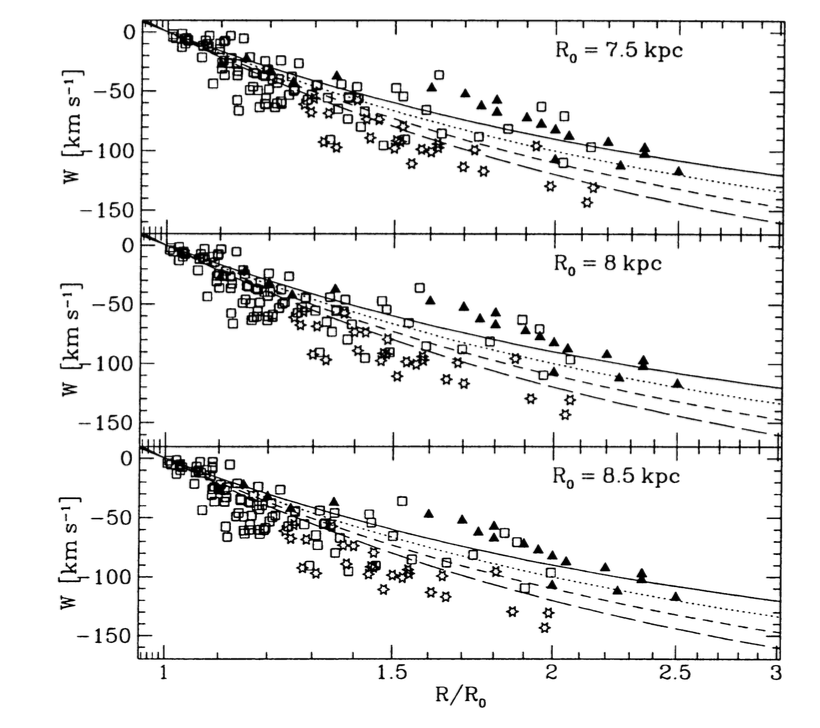 0
R₀ = 7.5 kpc
−50
W [km s⁻¹]
−100
−150
0
R₀ = 8 kpc
−50
W [km s⁻¹]
−100
−150
0
R₀ = 8.5 kpc
−50
W [km s⁻¹]
−100
−150
1 1.5 2 2.5 3
R/R₀